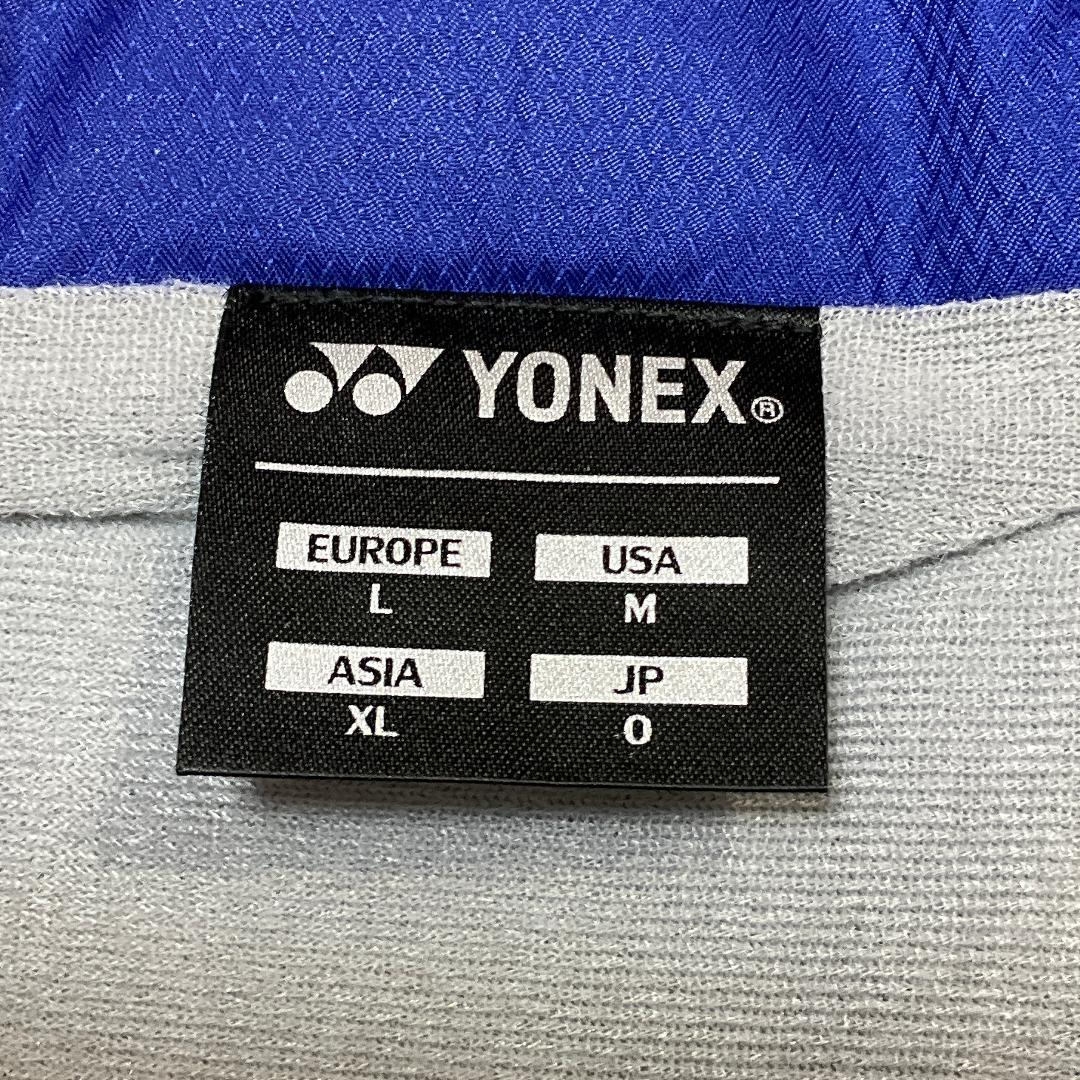 YONEX®
EUROPE USA
L M
ASIA JP
XL O